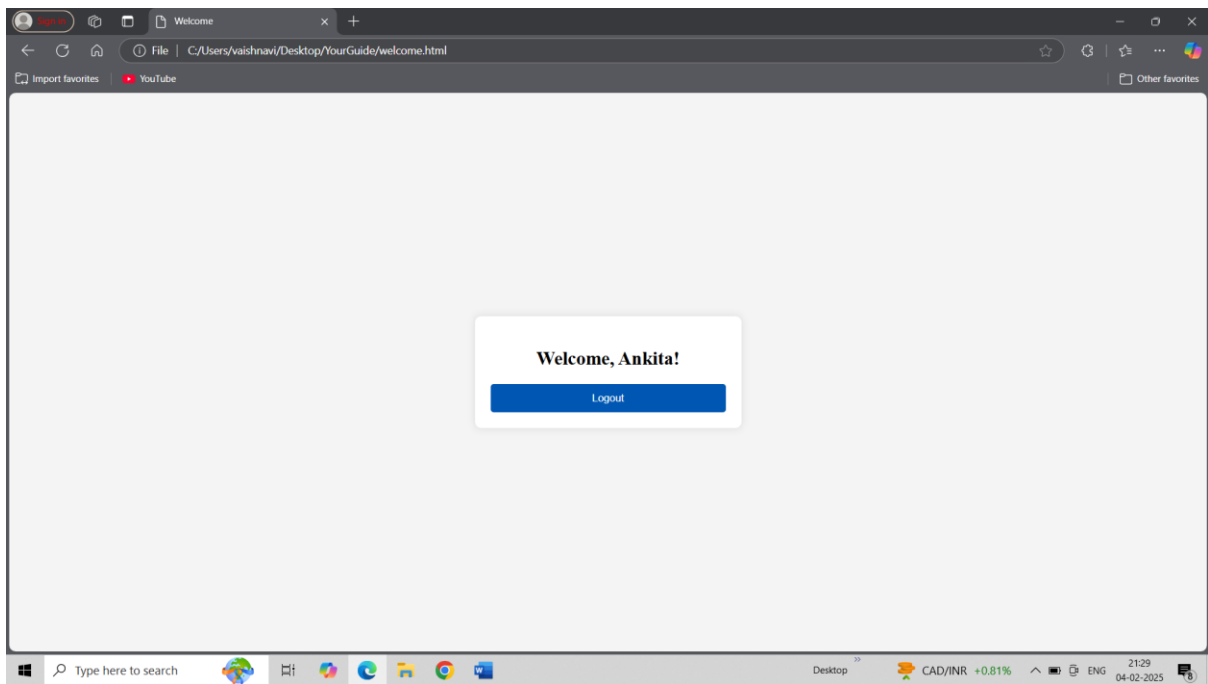 Sign in
Welcome
File | C:/Users/vaishnavi/Desktop/YourGuide/welcome.html
Import favorites
YouTube
Other favorites
Welcome, Ankita!
Logout
Type here to search
Desktop
CAD/INR +0.81%
ENG
21:29
04-02-2025
8